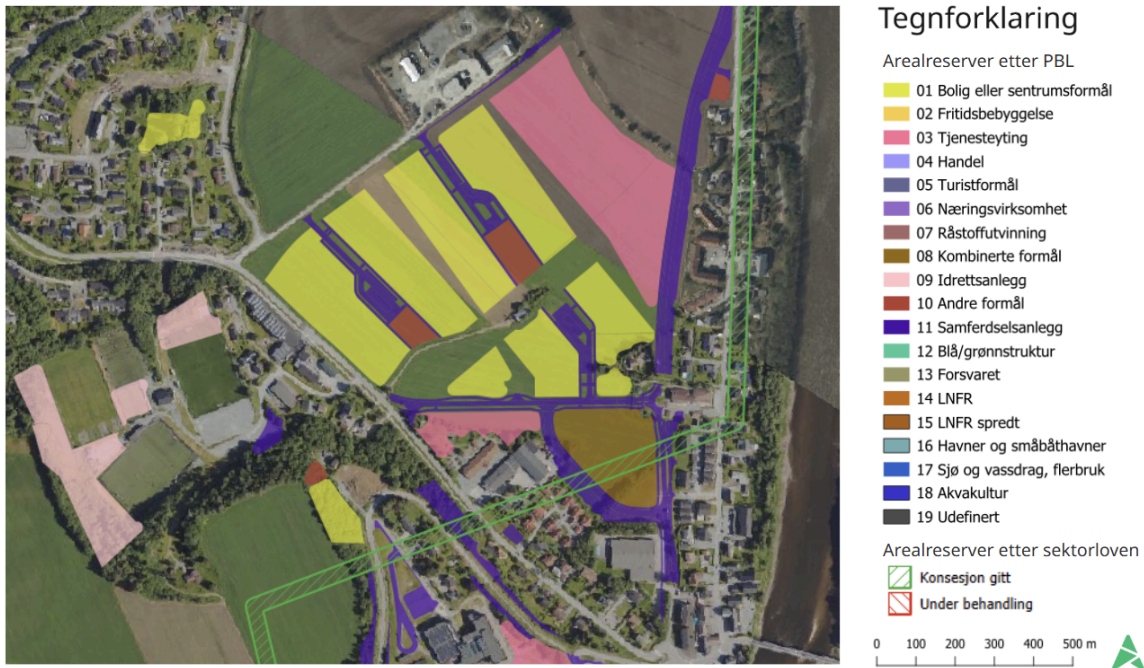 Tegnforklaring
Arealreserver etter PBL
01 Bolig eller sentrumsformål
02 Fritidsbebyggelse
03 Tjenesteyting
04 Handel
05 Turistformål
06 Næringsvirksomhet
07 Råstoffutvinning
08 Kombinerte formål
09 Idrettsanlegg
10 Andre formål
11 Samferdselsanlegg
12 Blå/grønnstruktur
13 Forsvaret
14 LNFR
15 LNFR spredt
16 Havner og småbåthavner
17 Sjø og vassdrag, flerbruk
18 Akvakultur
19 Udefinert
Arealreserver etter sektorloven
Konsesjon gitt
Under behandling
0 100 200 300 400 500 m